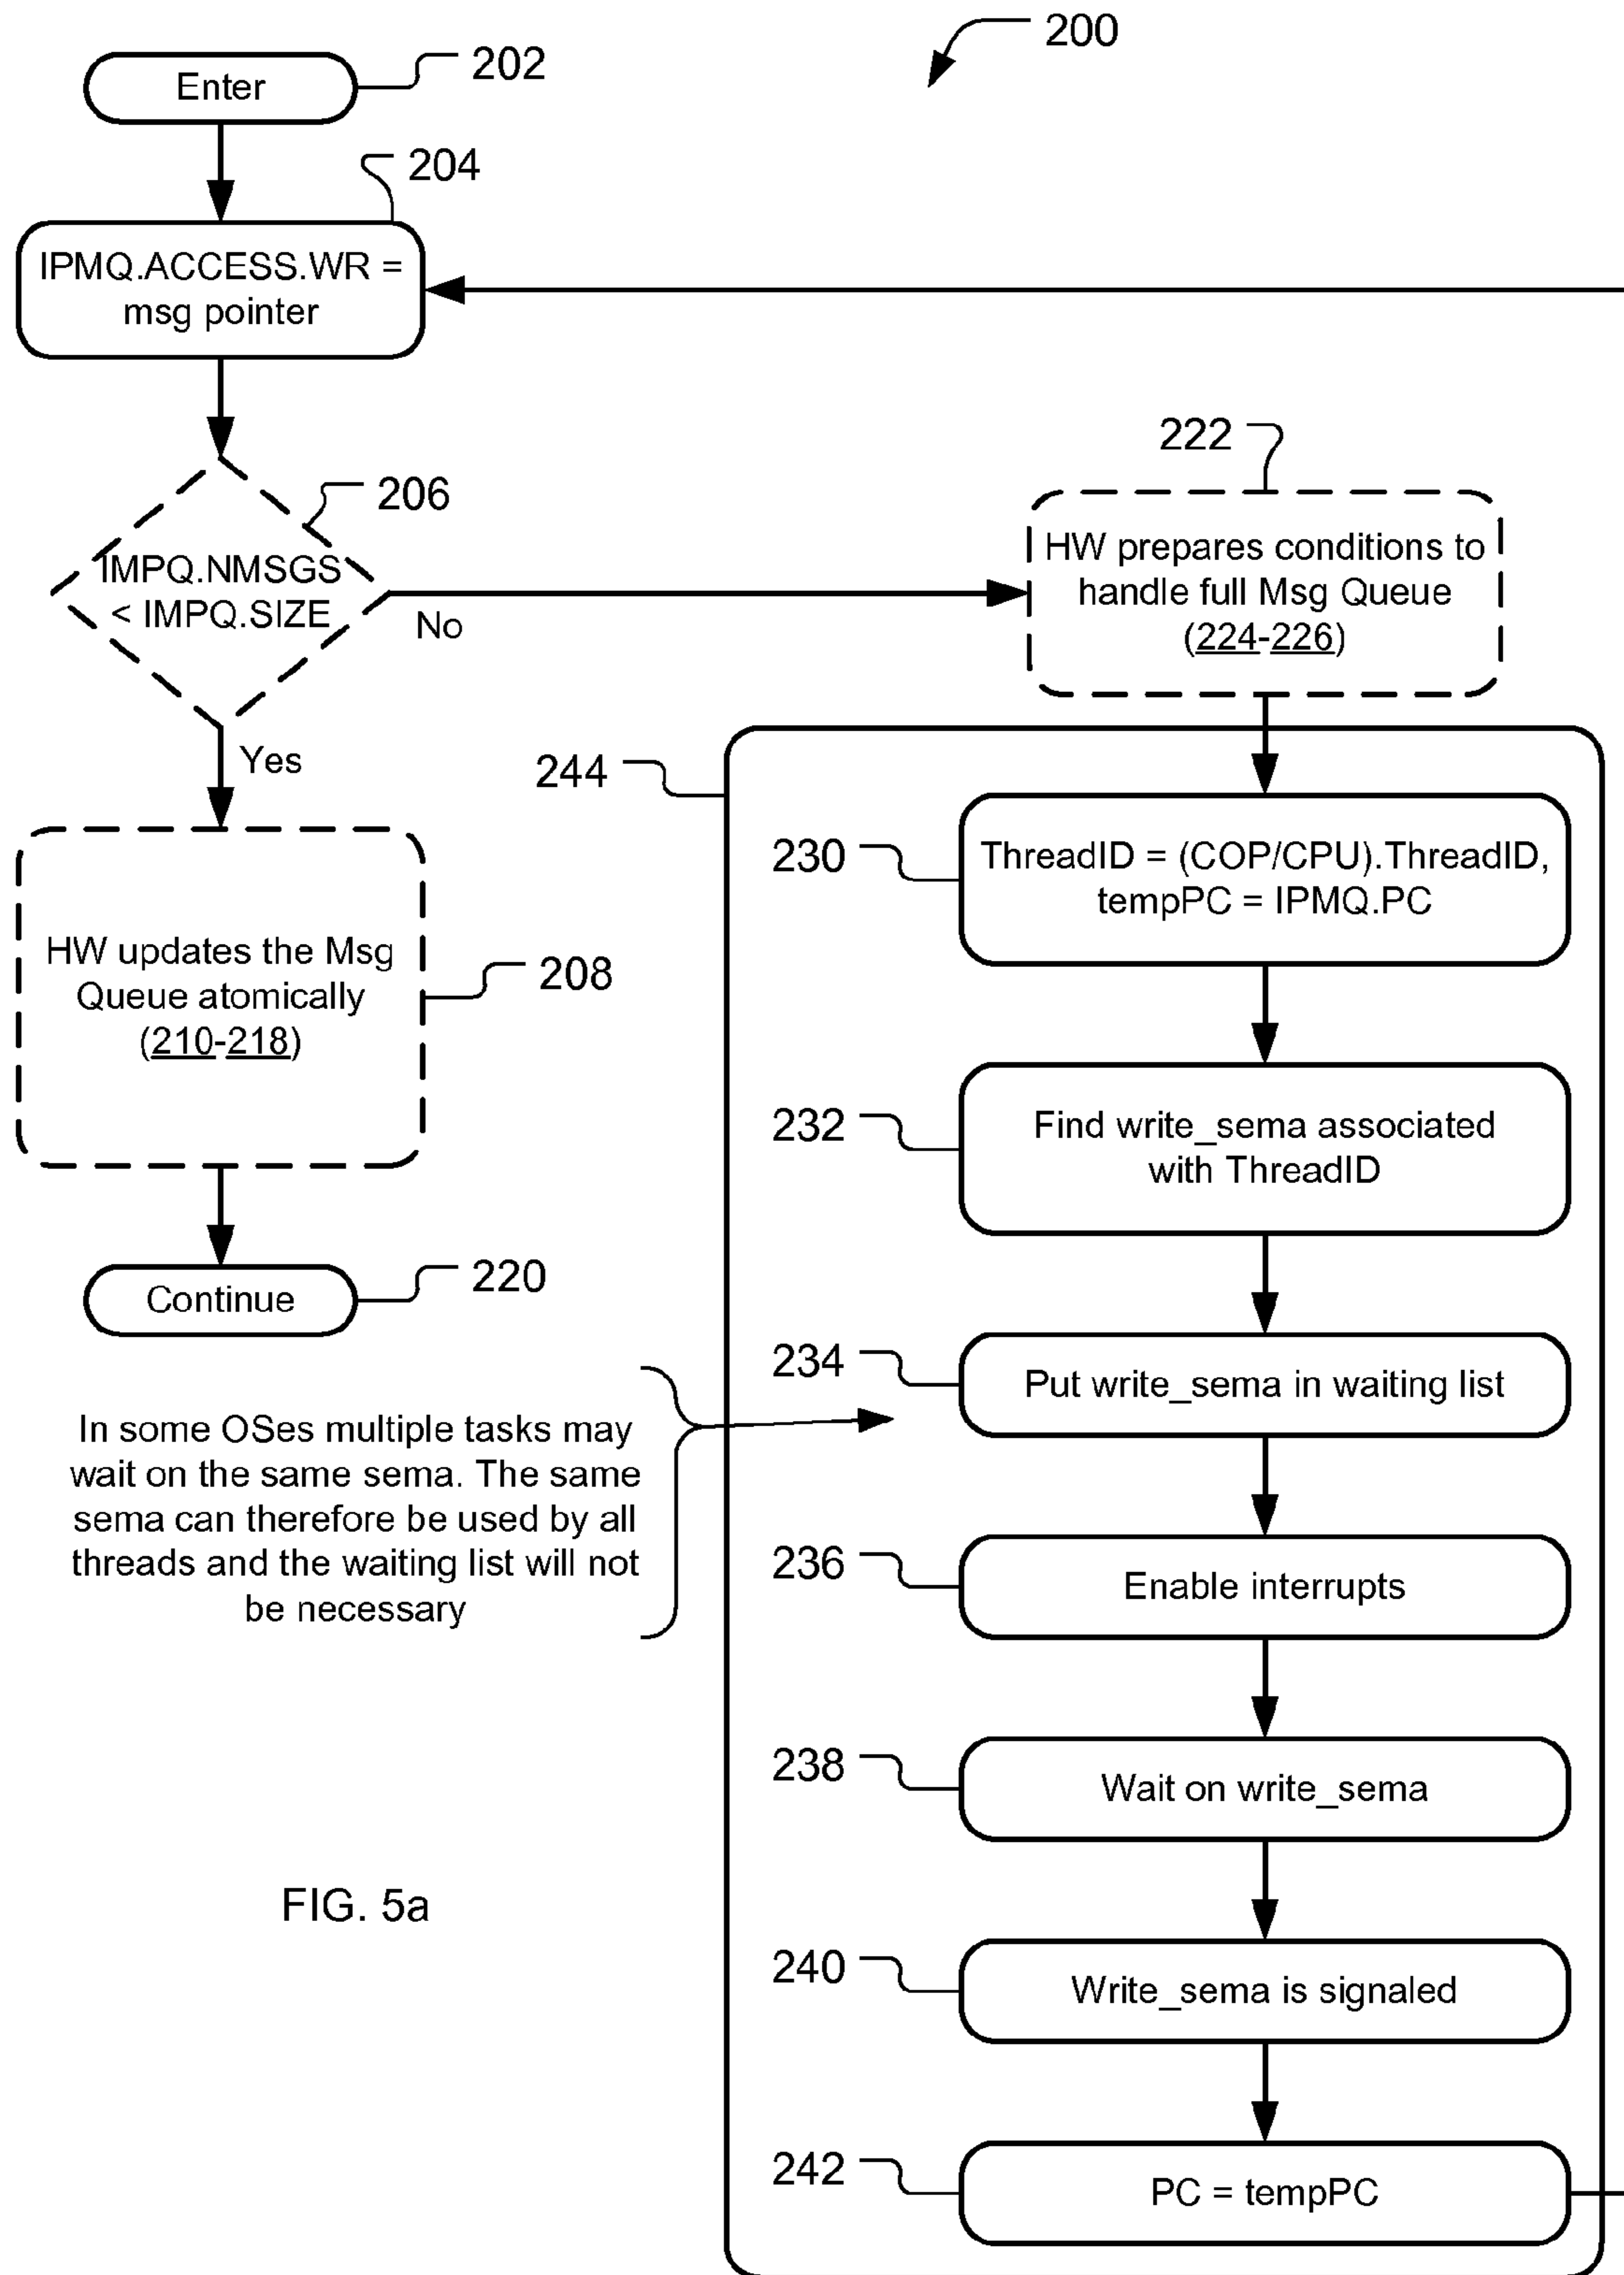 200
Enter
202
204
IPMQ.ACCESS.WR =
msg pointer
206
IMPQ.NMSGS
< IMPQ.SIZE
No
Yes
222
HW prepares conditions to
handle full Msg Queue
(224-226)
HW updates the Msg
Queue atomically
(210-218)
208
Continue
220
244
230
ThreadID = (COP/CPU).ThreadID,
tempPC = IPMQ.PC
232
Find write_sema associated
with ThreadID
234
Put write_sema in waiting list
In some OSes multiple tasks may
wait on the same sema. The same
sema can therefore be used by all
threads and the waiting list will not
be necessary
236
Enable interrupts
238
Wait on write_sema
240
Write_sema is signaled
242
PC = tempPC
FIG. 5a